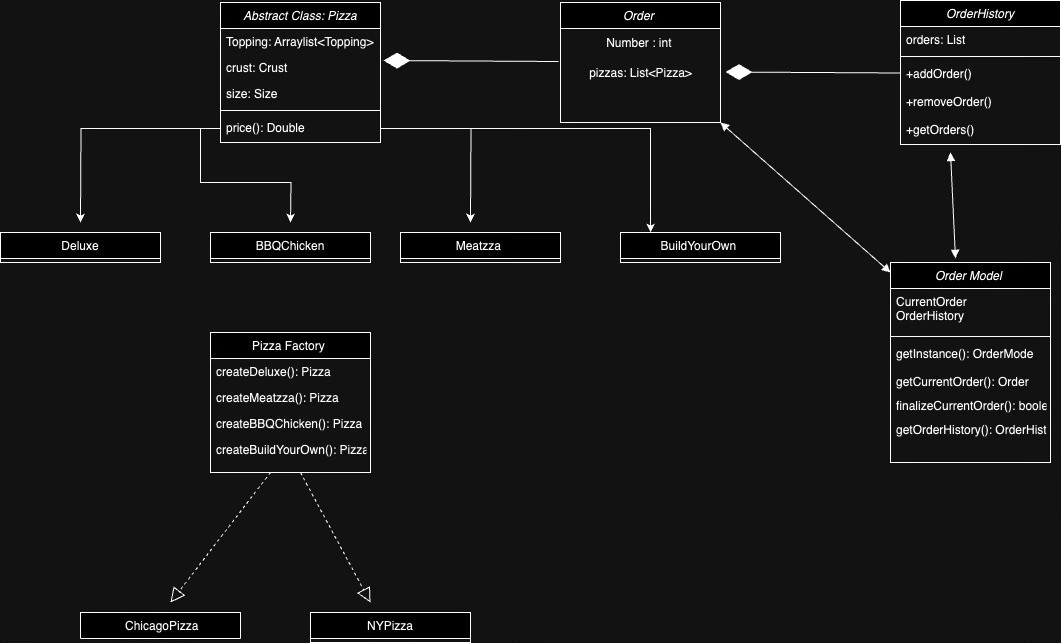 Abstract Class: Pizza
Topping: Arraylist<Topping>
crust: Crust
size: Size
price(): Double
Order
Number : int
pizzas: List<Pizza>
OrderHistory
orders: List
+addOrder()
+removeOrder()
+getOrders()
Deluxe
BBQChicken
Meatzza
BuildYourOwn
Order Model
CurrentOrder
OrderHistory
getInstance(): OrderMode
getCurrentOrder(): Order
finalizeCurrentOrder(): boole
getOrderHistory(): OrderHist
Pizza Factory
createDeluxe(): Pizza
createMeatzza(): Pizza
createBBQChicken(): Pizza
createBuildYourOwn(): Pizza
ChicagoPizza
NYPizza